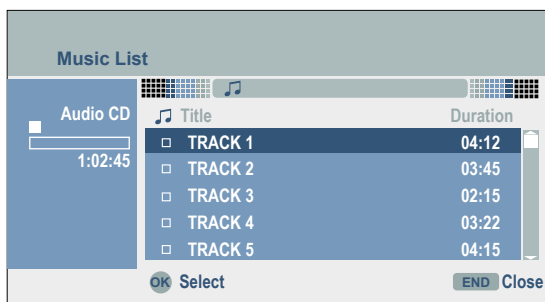 Music List
Audio CD
1:02:45
Title Duration
TRACK 1 04:12
TRACK 2 03:45
TRACK 3 02:15
TRACK 4 03:22
TRACK 5 04:15
OK Select END Close